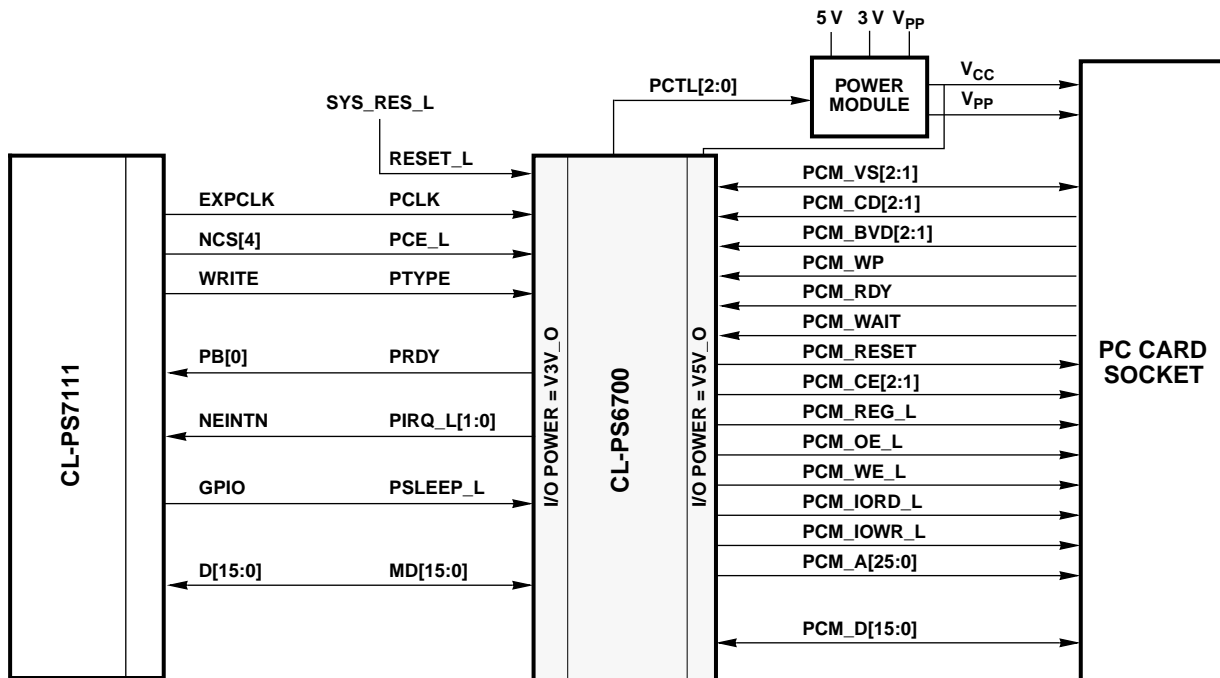 5 V 3 V VPP
POWER MODULE
VCC
VPP
PCTL[2:0]
SYS_RES_L
RESET_L
EXPCLK PCLK
NCS[4] PCE_L
WRITE PTYPE
PB[0] PRDY
NEINTN PIRQ_L[1:0]
GPIO PSLEEP_L
D[15:0] MD[15:0]
CL-PS7111
I/O POWER = V3V_O
CL-PS6700
I/O POWER = V5V_O
PCM_VS[2:1]
PCM_CD[2:1]
PCM_BVD[2:1]
PCM_WP
PCM_RDY
PCM_WAIT
PCM_RESET
PCM_CE[2:1]
PCM_REG_L
PCM_OE_L
PCM_WE_L
PCM_IORD_L
PCM_IOWR_L
PCM_A[25:0]
PCM_D[15:0]
PC CARD
SOCKET